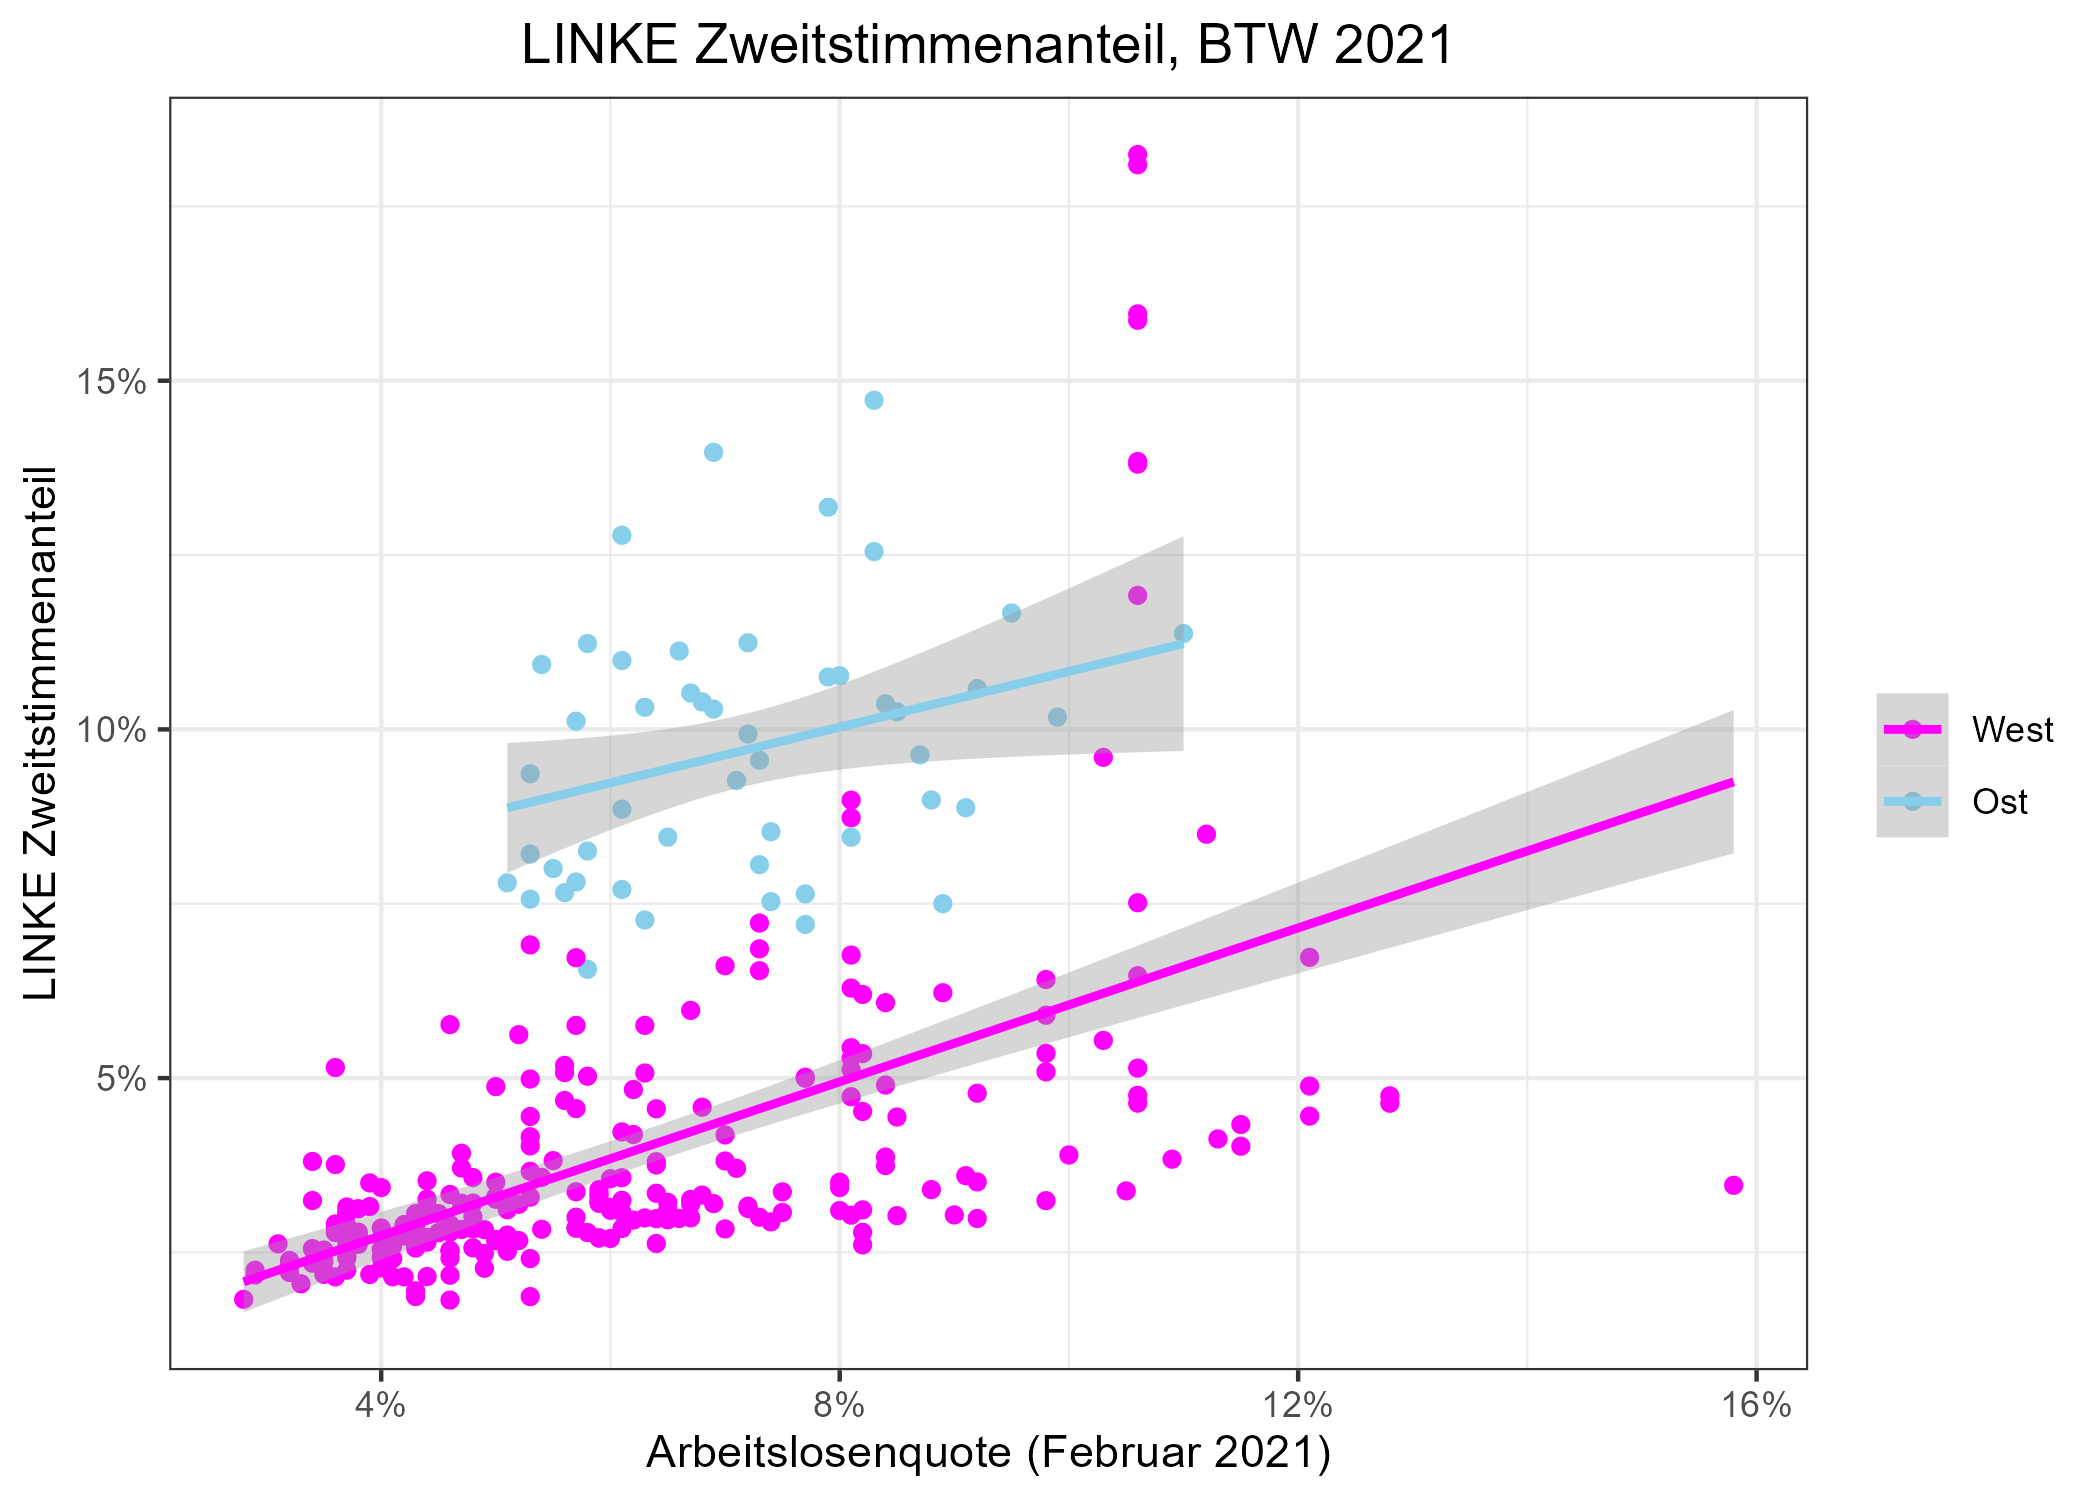 LINKE Zweitstimmenanteil, BTW 2021
LINKE Zweitstimmenanteil
15%
10%
5%
4%
8%
12%
16%
Arbeitslosenquote (Februar 2021)
West
Ost